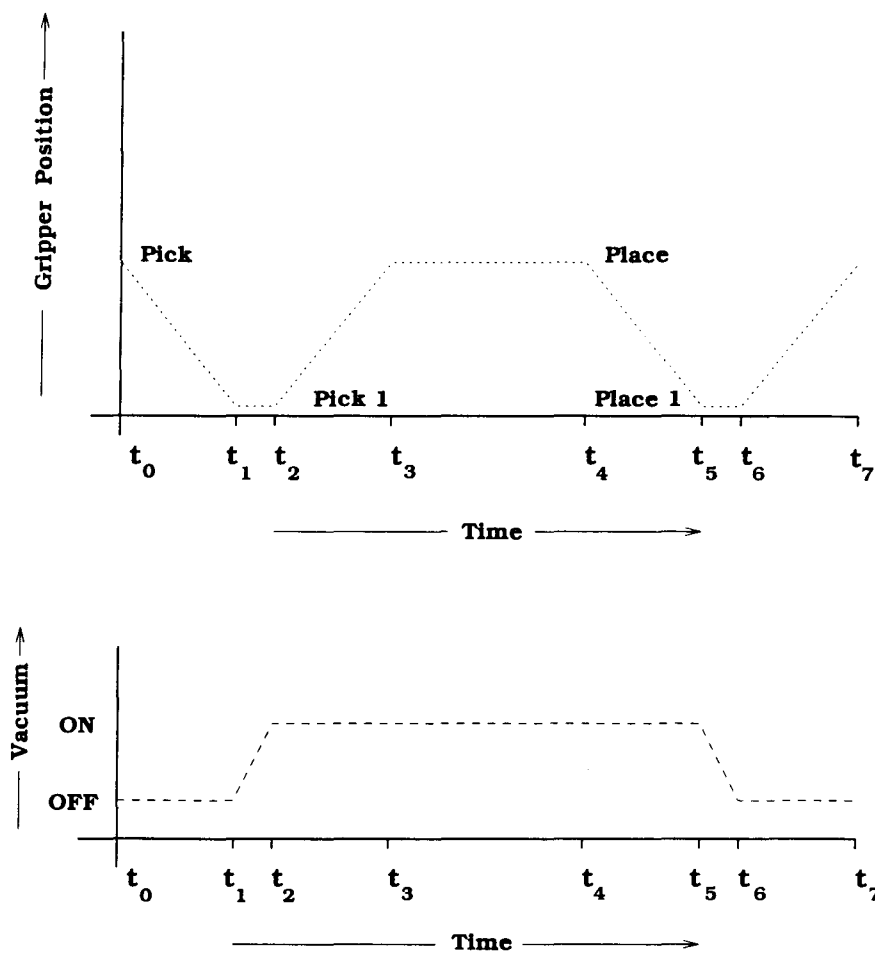 Gripper Position
Pick
Place
Pick 1
Place 1
t0 t1 t2 t3 t4 t5 t6 t7
Time
Vacuum
ON
OFF
t0 t1 t2 t3 t4 t5 t6 t7
Time